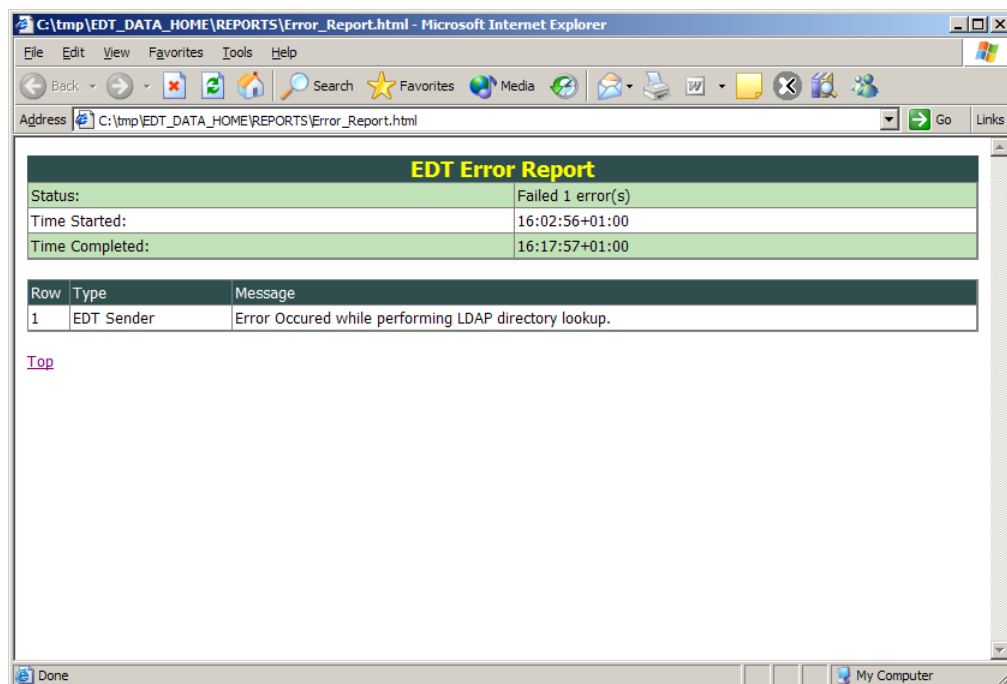 C:\tmp\EDT_DATA_HOME\REPORTS\Error_Report.html - Microsoft Internet Explorer
File Edit View Favorites Tools Help
Back Search Favorites Media
Address C:\tmp\EDT_DATA_HOME\REPORTS\Error_Report.html Go Links
EDT Error Report
Status: Failed 1 error(s)
Time Started: 16:02:56+01:00
Time Completed: 16:17:57+01:00
Row Type Message
1 EDT Sender Error Occured while performing LDAP directory lookup.
Top
Done My Computer